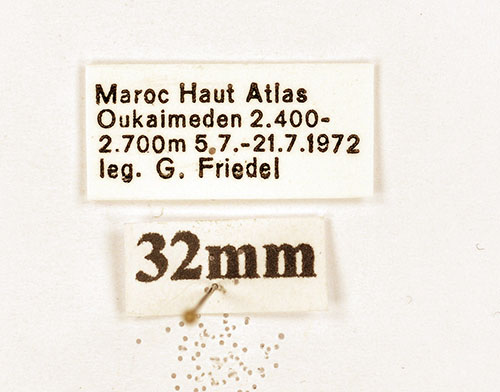 Maroc Haut Atlas
Oukaimeden 2.400-
2.700m 5.7.-21.7.1972
leg. G. Friedel
32mm